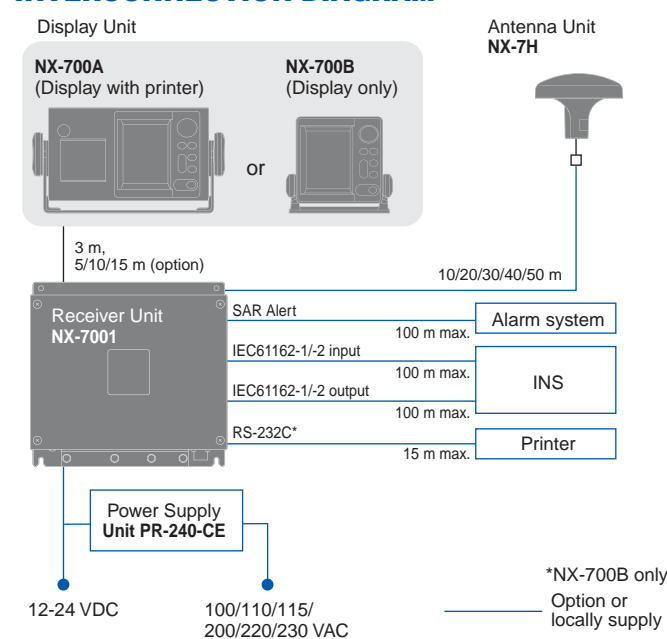 INTERCONNECTION DIAGRAM
Display Unit
Antenna Unit
NX-7H
NX-700A
(Display with printer)
NX-700B
(Display only)
or
3 m,
5/10/15 m (option)
10/20/30/40/50 m
Receiver Unit
NX-7001
SAR Alert
100 m max.
Alarm system
IEC61162-1/-2 input
100 m max.
INS
IEC61162-1/-2 output
100 m max.
RS-232C*
15 m max.
Printer
Power Supply
Unit PR-240-CE
12-24 VDC
100/110/115/
200/220/230 VAC
*NX-700B only
Option or
locally supply